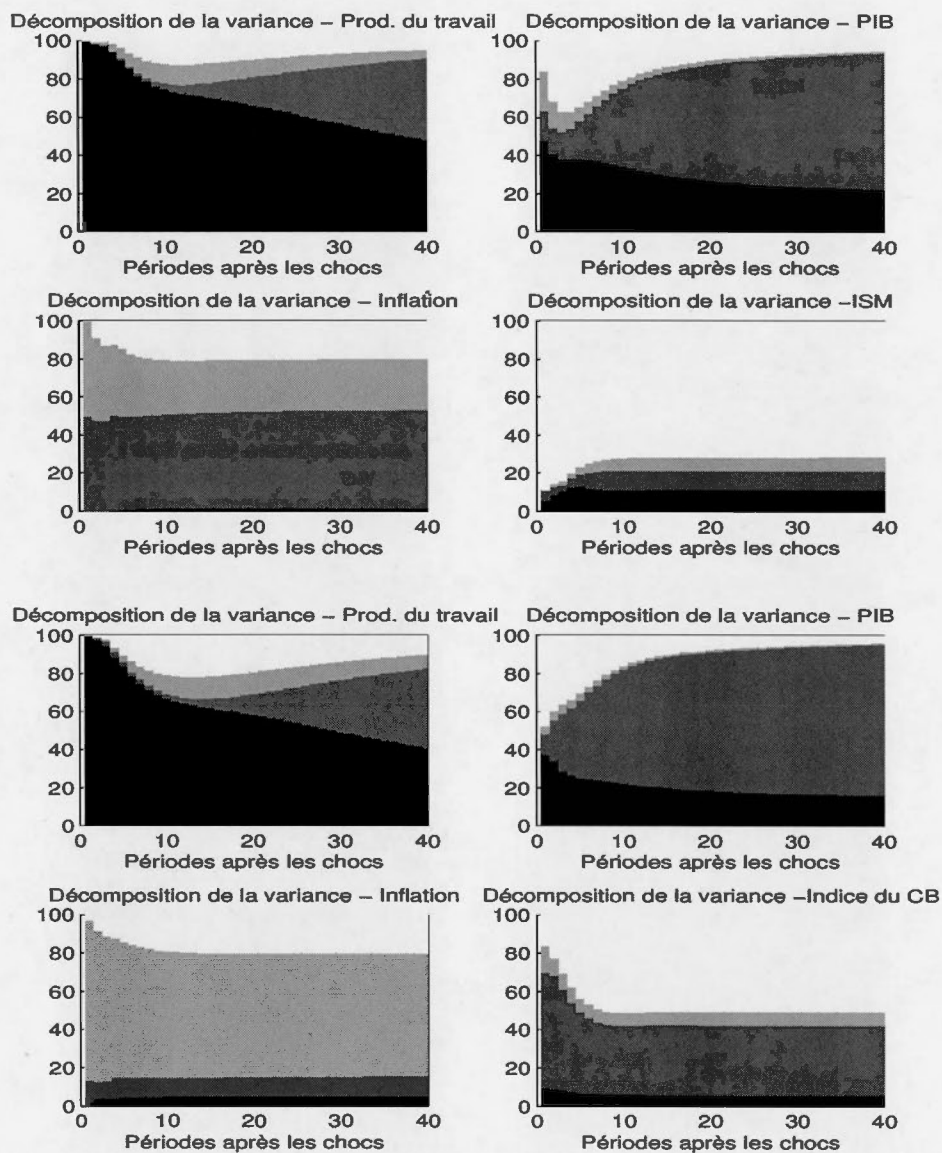 Décomposition de la variance – Prod. du travail
Décomposition de la variance – PIB
100
80
60
40
20
0
0 10 20 30 40
Périodes après les chocs
100
80
60
40
20
0
0 10 20 30 40
Périodes après les chocs
Décomposition de la variance – Inflation
Décomposition de la variance –ISM
100
80
60
40
20
0
0 10 20 30 40
Périodes après les chocs
100
80
60
40
20
0
0 10 20 30 40
Périodes après les chocs
Décomposition de la variance – Prod. du travail
Décomposition de la variance – PIB
100
80
60
40
20
0
0 10 20 30 40
Périodes après les chocs
100
80
60
40
20
0
0 10 20 30 40
Périodes après les chocs
Décomposition de la variance – Inflation
Décomposition de la variance –Indice du CB
100
80
60
40
20
0
0 10 20 30 40
Périodes après les chocs
100
80
60
40
20
0
0 10 20 30 40
Périodes après les chocs